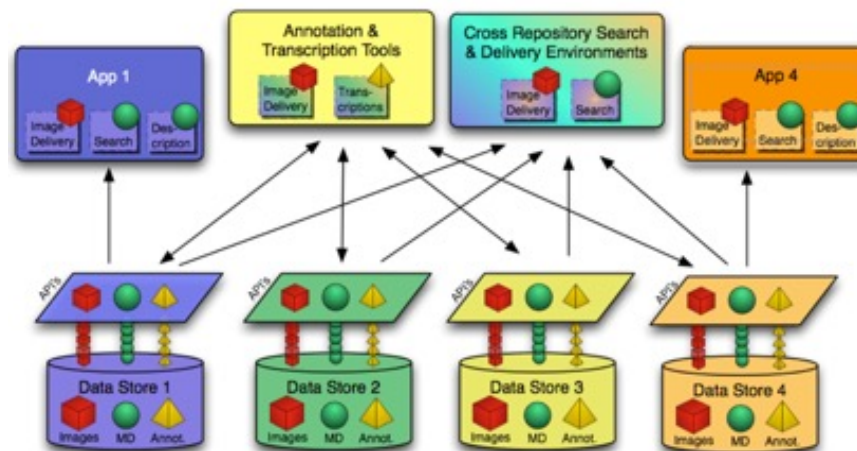 App 1
Image
Delivery
Search
Des-
cription
Annotation &
Transcription Tools
Image
Delivery
Trans-
criptions
Cross Repository Search
& Delivery Environments
Image
Delivery
Search
App 4
Image
Delivery
Search
Des-
cription
API's
API's
API's
API's
Data Store 1
Images MD Annot.
Data Store 2
Images MD Annot.
Data Store 3
Images MD Annot.
Data Store 4
Images MD Annot.